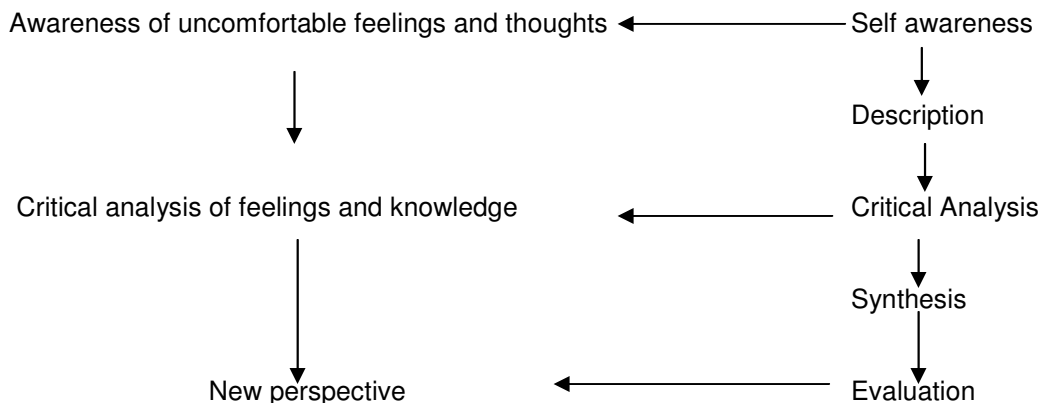 Awareness of uncomfortable feelings and thoughts
Self awareness
Description
Critical analysis of feelings and knowledge
Critical Analysis
Synthesis
New perspective
Evaluation